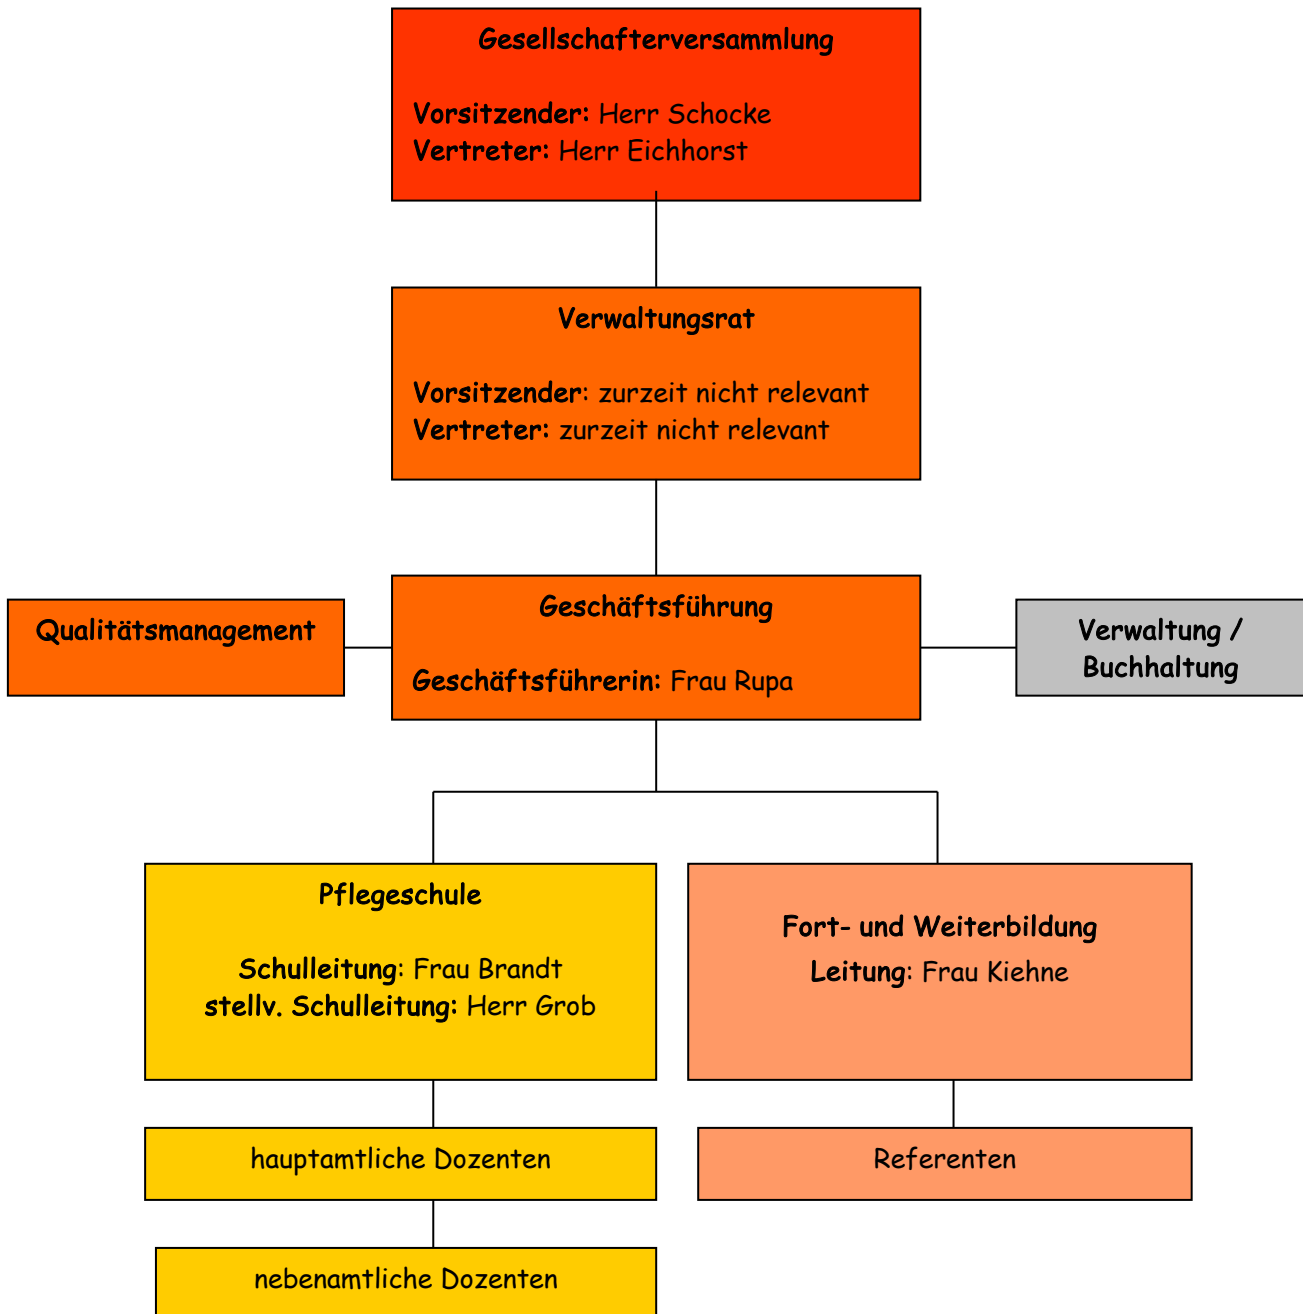 Gesellschafterversammlung
Vorsitzender: Herr Schocke
Vertreter: Herr Eichhorst
Verwaltungsrat
Vorsitzender: zurzeit nicht relevant
Vertreter: zurzeit nicht relevant
Qualitätsmanagement
Geschäftsführung
Geschäftsführerin: Frau Rupa
Verwaltung /
Buchhaltung
Pflegeschule
Schulleitung: Frau Brandt
stellv. Schulleitung: Herr Grob
Fort- und Weiterbildung
Leitung: Frau Kiehne
hauptamtliche Dozenten
Referenten
nebenamtliche Dozenten